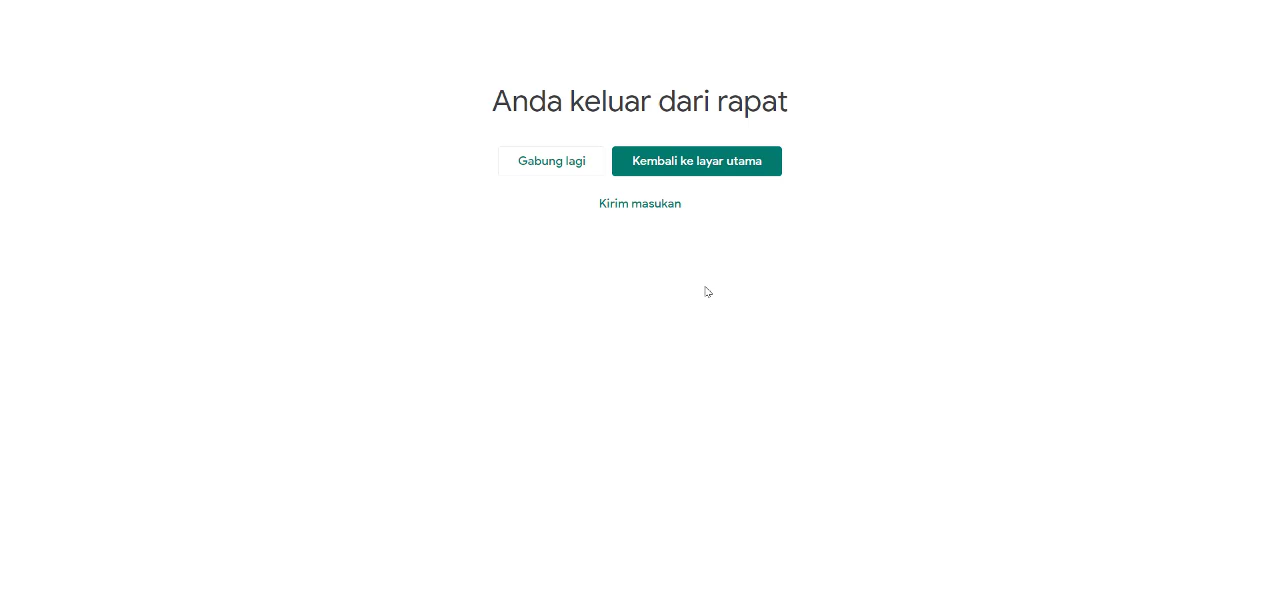 Anda keluar dari rapat
Gabung lagi
Kembali ke layar utama
Kirim masukan